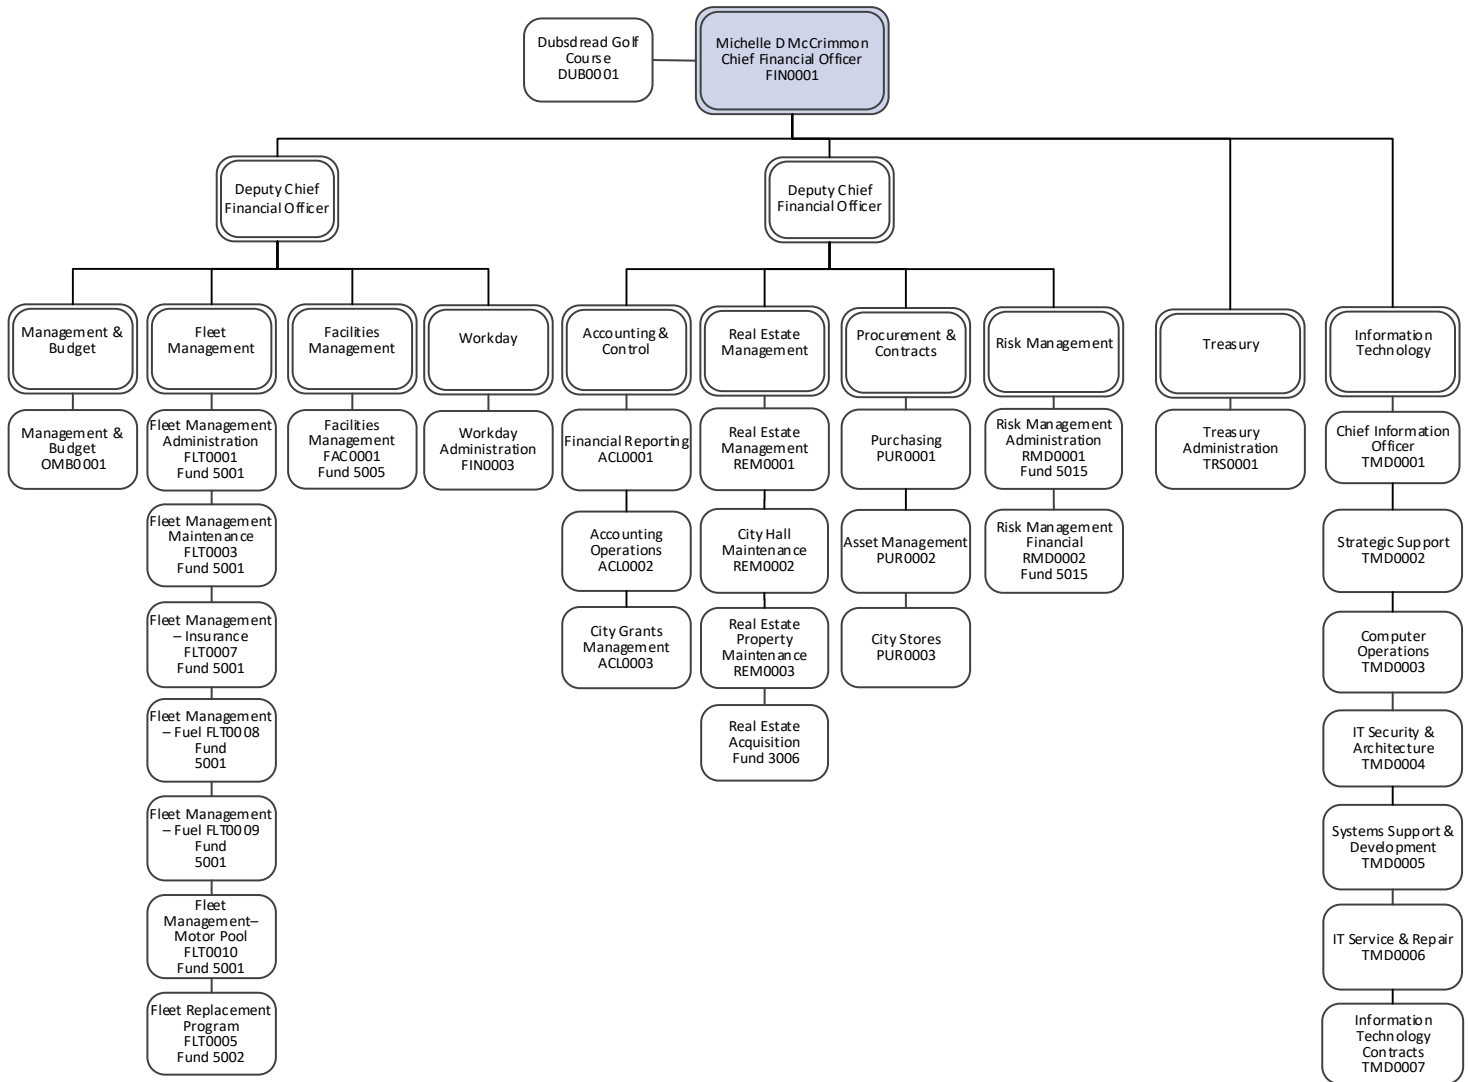 Dubsdread Golf
Course
DUB0001
Michelle D McCrimmon
Chief Financial Officer
FIN0001
Deputy Chief
Financial Officer
Deputy Chief
Financial Officer
Management &
Budget
Fleet
Management
Facilities
Management
Workday
Accounting &
Control
Real Estate
Management
Procurement &
Contracts
Risk Management
Treasury
Information
Technology
Management &
Budget
OMB0001
Fleet Management
Administration
FLT0001
Fund 5001
Facilities
Management
FAC0001
Fund 5005
Workday
Administration
FIN0003
Financial Reporting
ACL0001
Real Estate
Management
REM0001
Purchasing
PUR0001
Risk Management
Administration
RMD0001
Fund 5015
Treasury
Administration
TRS0001
Chief Information
Officer
TMD0001
Fleet Management
Maintenance
FLT0003
Fund 5001
Accounting
Operations
ACL0002
City Hall
Maintenance
REM0002
Asset Management
PUR0002
Risk Management
Financial
RMD0002
Fund 5015
Strategic Support
TMD0002
Fleet Management
– Insurance
FLT0007
Fund 5001
City Grants
Management
ACL0003
Real Estate
Property
Maintenance
REM0003
City Stores
PUR0003
Computer
Operations
TMD0003
Fleet Management
– Fuel FLT0008
Fund
5001
Real Estate
Acquisition
Fund 3006
IT Security &
Architecture
TMD0004
Fleet Management
– Fuel FLT0009
Fund
5001
Systems Support &
Development
TMD0005
Fleet
Management–
Motor Pool
FLT0010
Fund 5001
IT Service & Repair
TMD0006
Fleet Replacement
Program
FLT0005
Fund 5002
Information
Technology
Contracts
TMD0007